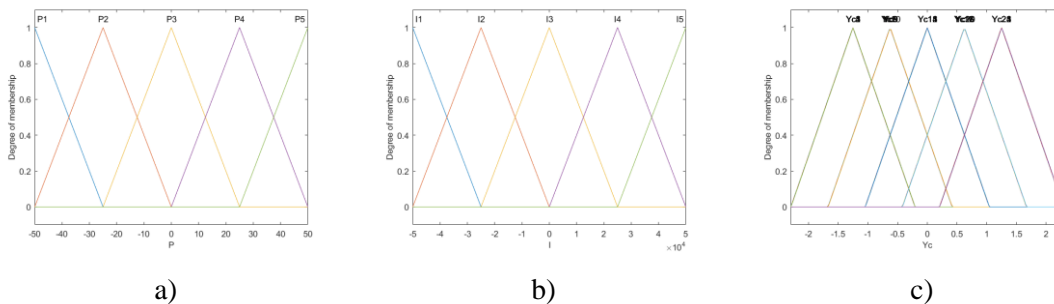 P1 P2 P3 P4 P5
1
0.8
0.6
0.4
0.2
0
Degree of membership
-50 -40 -30 -20 -10 0 10 20 30 40 50
P
a)
I1 I2 I3 I4 I5
1
0.8
0.6
0.4
0.2
0
Degree of membership
-5 -4 -3 -2 -1 0 1 2 3 4 5
I
×10⁴
b)
1
0.8
0.6
0.4
0.2
0
Degree of membership
-2 -1.5 -1 -0.5 0 0.5 1 1.5 2
Yc
c)